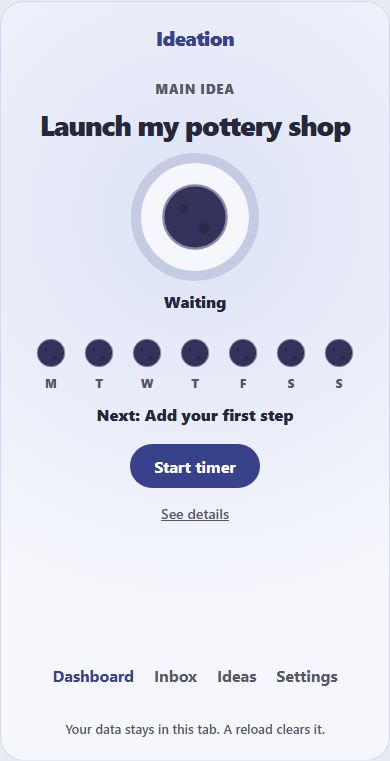 Ideation
MAIN IDEA
Launch my pottery shop
Waiting
M T W T F S S
Next: Add your first step
Start timer
See details
Dashboard Inbox Ideas Settings
Your data stays in this tab. A reload clears it.